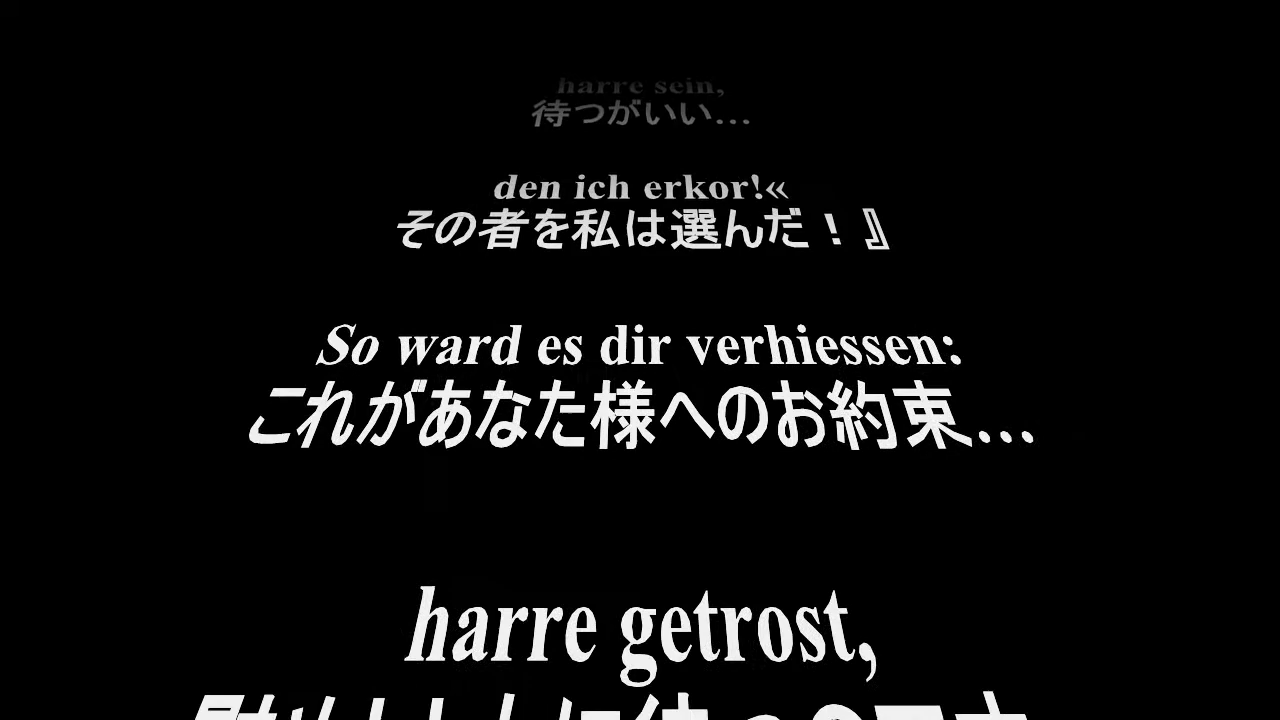 harre sein,
待つがいい…
den ich erkor!«
その者を私は選んだ！』
So ward es dir verhiessen:
これがあなた様へのお約束…
harre getrost,